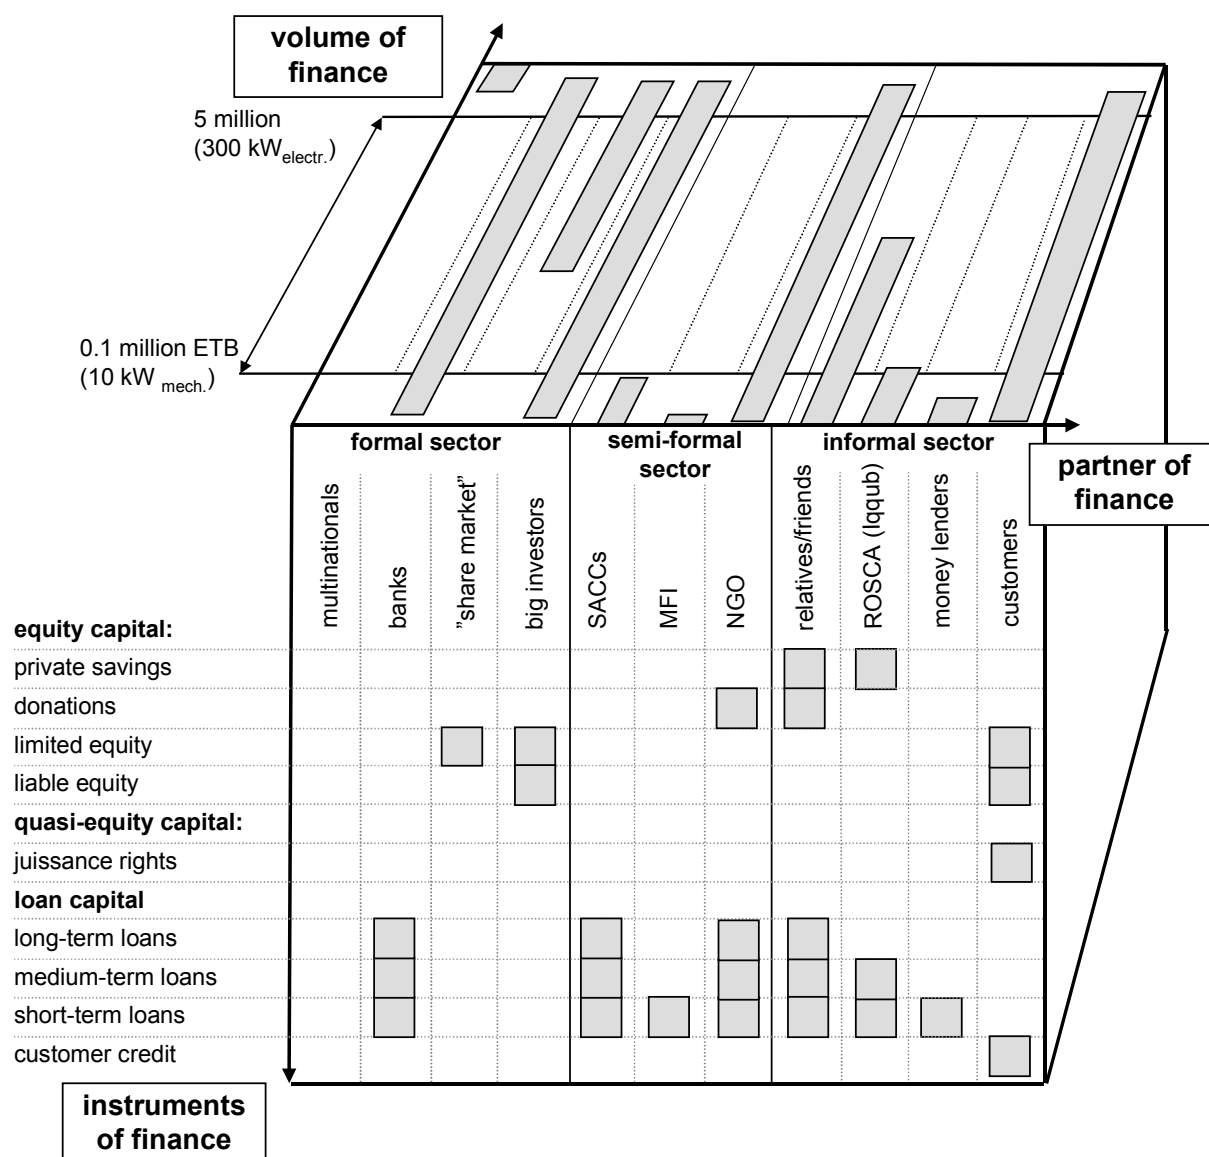 volume of
finance
5 million
(300 kWelectr.)
0.1 million ETB
(10 kW mech.)
formal sector
semi-formal
sector
informal sector
partner of
finance
multinationals
banks
”share market”
big investors
SACCs
MFI
NGO
relatives/friends
ROSCA (Iqqub)
money lenders
customers
equity capital:
private savings
donations
limited equity
liable equity
quasi-equity capital:
juissance rights
loan capital
long-term loans
medium-term loans
short-term loans
customer credit
instruments
of finance